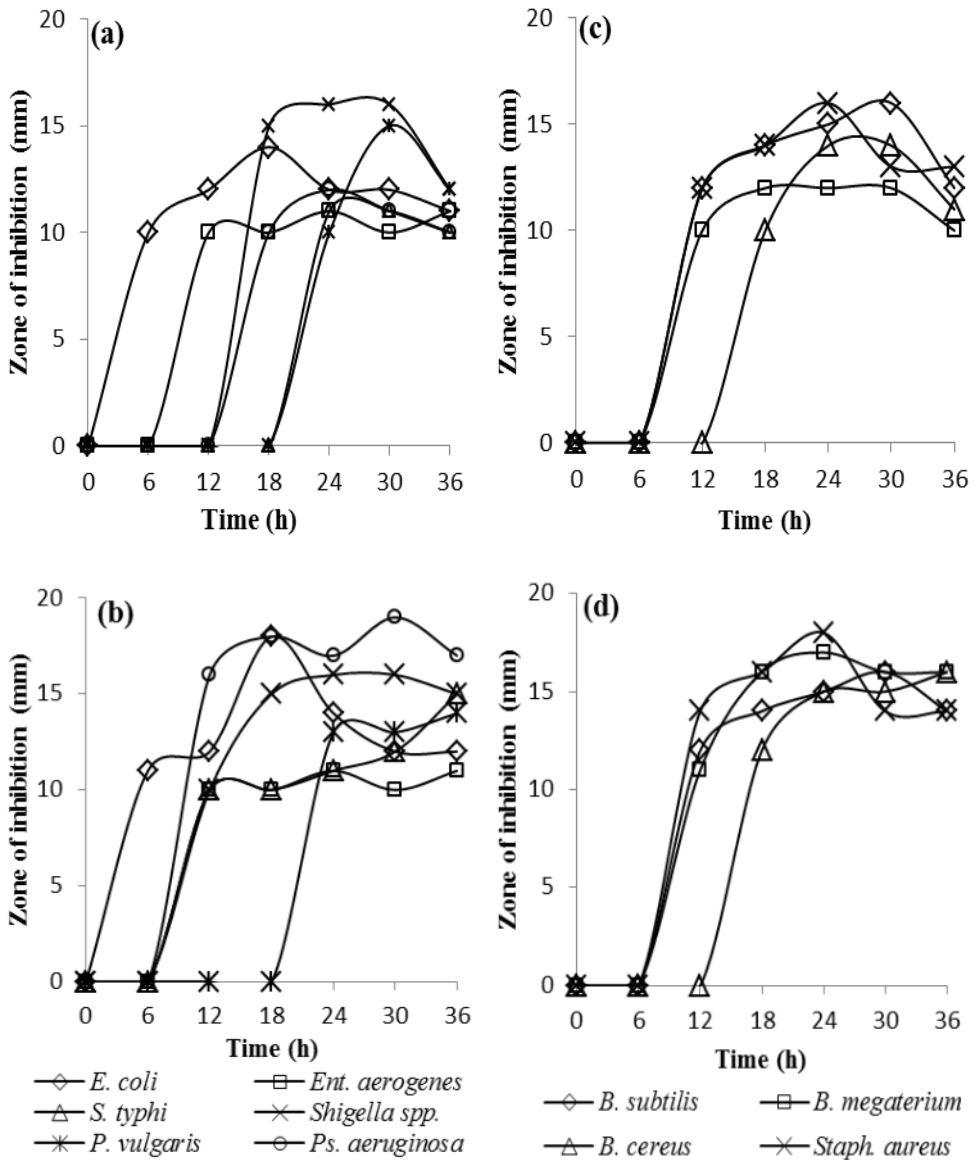 (a)
20
15
10
5
0
Zone of inhibition (mm)
0 6 12 18 24 30 36
Time (h)
(c)
20
15
10
5
0
Zone of inhibition (mm)
0 6 12 18 24 30 36
Time (h)
(b)
20
15
10
5
0
Zone of inhibition (mm)
0 6 12 18 24 30 36
Time (h)
E. coli Ent. aerogenes
S. typhi Shigella spp.
P. vulgaris Ps. aeruginosa
(d)
20
15
10
5
0
Zone of inhibition (mm)
0 6 12 18 24 30 36
Time (h)
B. subtilis B. megaterium
B. cereus Staph. aureus